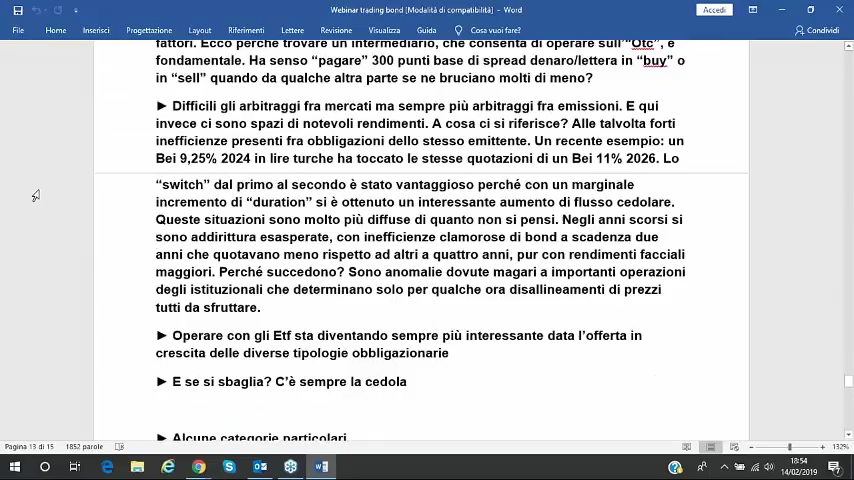 Webinar trading bond [Modalità di compatibilità] - Word
Accedi
File Home Inserisci Progettazione Layout Riferimenti Lettere Revisione Visualizza Guida Cosa vuoi fare? Condividi
fattori. Ecco perché trovare un intermediario, che consenta di operare sull'"Otc", è
fondamentale. Ha senso "pagare" 300 punti base di spread denaro/lettera in "buy" o
in "sell" quando da qualche altra parte se ne bruciano molti di meno?
► Difficili gli arbitraggi fra mercati ma sempre più arbitraggi fra emissioni. E qui
invece ci sono spazi di notevoli rendimenti. A cosa ci si riferisce? Alle talvolta forti
inefficienze presenti fra obbligazioni dello stesso emittente. Un recente esempio: un
Bei 9,25% 2024 in lire turche ha toccato le stesse quotazioni di un Bei 11% 2026. Lo
"switch" dal primo al secondo è stato vantaggioso perché con un marginale
incremento di "duration" si è ottenuto un interessante aumento di flusso cedolare.
Queste situazioni sono molto più diffuse di quanto non si pensi. Negli anni scorsi si
sono addirittura esasperate, con inefficienze clamorose di bond a scadenza due
anni che quotavano meno rispetto ad altri a quattro anni, pur con rendimenti facciali
maggiori. Perché succedono? Sono anomalie dovute magari a importanti operazioni
degli istituzionali che determinano solo per qualche ora disallineamenti di prezzi
tutti da sfruttare.
► Operare con gli Etf sta diventando sempre più interessante data l'offerta in
crescita delle diverse tipologie obbligazionarie
► E se si sbaglia? C'è sempre la cedola
► Alcune categorie particolari
Pagina 13 di 15 1852 parole 132%
18:54
14/02/2019